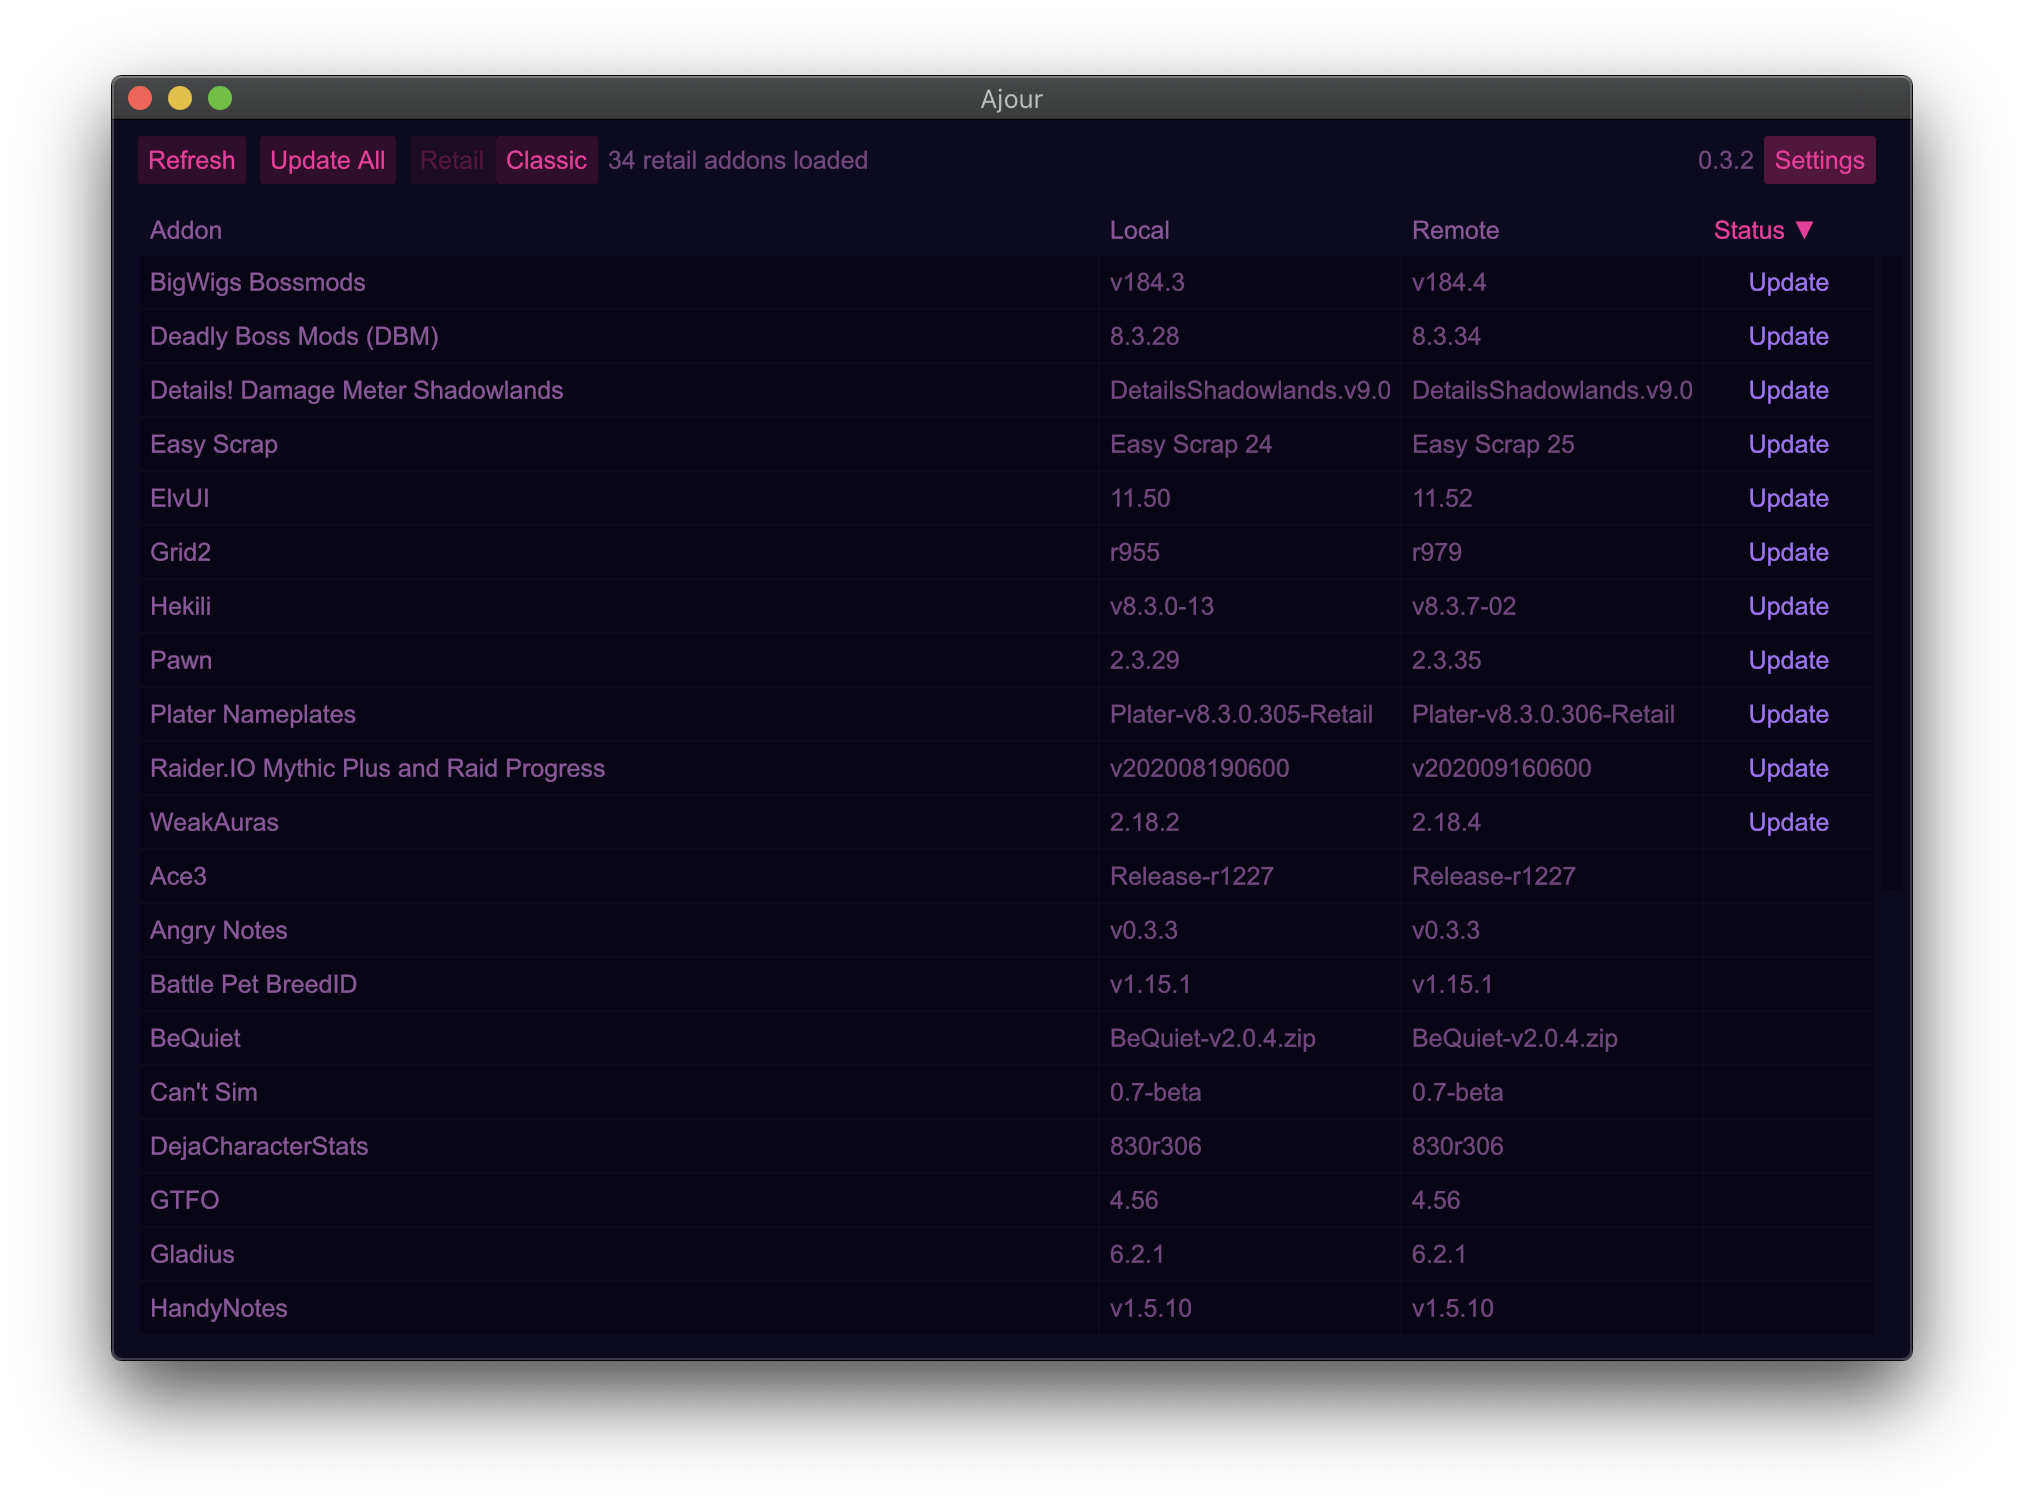 Ajour
Refresh Update All Retail Classic 34 retail addons loaded 0.3.2 Settings
Addon Local Remote Status ▼
BigWigs Bossmods v184.3 v184.4 Update
Deadly Boss Mods (DBM) 8.3.28 8.3.34 Update
Details! Damage Meter Shadowlands DetailsShadowlands.v9.0 DetailsShadowlands.v9.0 Update
Easy Scrap Easy Scrap 24 Easy Scrap 25 Update
ElvUI 11.50 11.52 Update
Grid2 r955 r979 Update
Hekili v8.3.0-13 v8.3.7-02 Update
Pawn 2.3.29 2.3.35 Update
Plater Nameplates Plater-v8.3.0.305-Retail Plater-v8.3.0.306-Retail Update
Raider.IO Mythic Plus and Raid Progress v202008190600 v202009160600 Update
WeakAuras 2.18.2 2.18.4 Update
Ace3 Release-r1227 Release-r1227
Angry Notes v0.3.3 v0.3.3
Battle Pet BreedID v1.15.1 v1.15.1
BeQuiet BeQuiet-v2.0.4.zip BeQuiet-v2.0.4.zip
Can't Sim 0.7-beta 0.7-beta
DejaCharacterStats 830r306 830r306
GTFO 4.56 4.56
Gladius 6.2.1 6.2.1
HandyNotes v1.5.10 v1.5.10